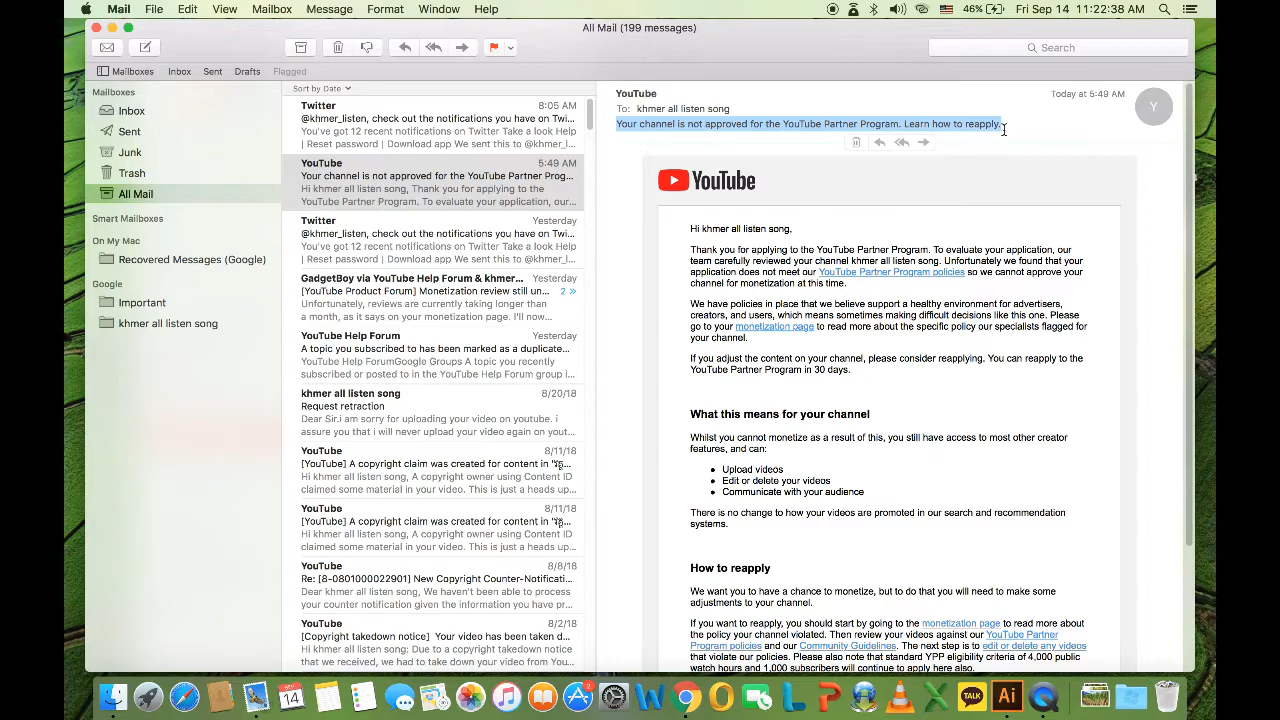 Mail File Edit View Mailbox Message Format Window Help 46% Fri Sep 14 11:22:38 AM
All Mail (199 messages)
Search
Mailboxes Inbox Sent Drafts Flagged
Mailboxes
Inbox
Sent
Junk
Trash
All Mail
Smart Mailboxes
On My Mac
Recovered Messages (Google)
Google
Important
khmer all listen song
Sort by Date
Twitter 8:05 AM
@khmer_listen, check out the notifications you have on Twi...
You've got 12 recent notifications on Twitter Take a look Help
| Reset password | Download app We sent this to @khmer_l...
YouTube 5:49 AM
Your channel is not approved for the YouTube Partner Prog...
Hi khmer all listen song, Thank you for applying to the
YouTube Partner Program. To evaluate your application, our...
Twitter Yesterday
@khmer_listen, check out the notifications you have on Twi...
You've got 12 recent notifications on Twitter Take a look Help
| Reset password | Download app We sent this to @khmer_l...
GadgetBoy via YouTube Help Forum & khmer... Yesterday
[YouTube Product Forum] Monetization review still un... 2 »
Unfortunately, reviews are currently taking longer than
a month, as it says on your monetization page. I'll now...
YouTube Help Forum Yesterday
A topic you subscribed to has been marked as a duplicate...
YouTube Help ForumGoogle Groups A topic you recently
subscribed or posted to in the YouTube Help Forum group i...
khmer all listen song 8/20/18
Request retraction
Dear Sir.i am sorry for uploading your video on youtube. i
assure you that i will never upload your video again on yout...
YouTube 8/11/18
[YouTube] A copyright claim was created for content in
Hi khmer all listen song, A copyright owner using Content ID
claimed some material in your video. This is just a heads up...
YouTube 8/11/18
[YouTube] A copyright claim was created for content in
Hi khmer all listen song, A copyright owner using Content ID
claimed some material in your video. This is just a heads up...
YouTube 8/8/18
Re: [8-0801000022901] New Copyright Counter-Notificati...
Dear khmer all listen song, We haven't been able to process
your counter notification given the information you have pr...
YouTube 8/2/18
[Copyright takedown notice] Your video has been taken d...
Hi khmer all listen song: Due to a copyright takedown notice
that we received, we had to take down your video from You...
YouTube Today at 5:49 AM
To: khmer all listen song
Your channel is not approved for the YouTube Partner Program. Learn how to reapply.
Y
YouTube
Hi khmer all listen song,
Thank you for applying to the YouTube Partner Program. To evaluate your application, our
team carefully reviewed your channel khmer all listen song. Unfortunately we found that your
application does not meet our YouTube Partner Program policies so we cannot approve your
channel for monetization at this time.
We have policies in place that we believe support a healthy environment for advertisers,
creators, and users, which means sometimes making difficult decisions like this one. Please
go to your monetization page to read more about the specific policy our specialists flagged for
your channel.
If you adjust the content on your channel, please consider reapplying. You can reapply to the
YouTube Partner Program in 30 days.
What this means for your channel
Whilst you cannot monetize as a result of this, you still have access to most other creator
features, and can:
• Upload videos
• Edit or delete your videos
• Communicate with your audience
There is no change to how your videos are promoted in our search and recommendation
systems.
How to reapply
We want you to have a chance to monetize, but to do that you will need to make some
adjustments to your channel.
If you want to reapply, you should start by going to the monetization page to read more about
the policy your channel violated. Then review your videos against our YouTube Partner
Program policies and our Community Guidelines. The next step is to edit or delete any videos
that violate our policies. Please also note that standard YPP eligibility criteria of 4,000 public
watch hours and 1,000 subscribers will continue to apply here also.
14
TALK
Ai